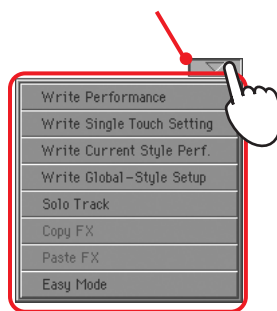 Write Performance
Write Single Touch Setting
Write Current Style Perf.
Write Global-Style Setup
Solo Track
Copy FX
Paste FX
Easy Mode